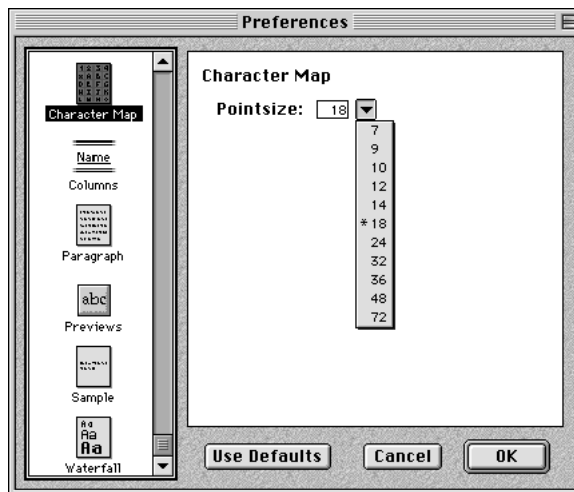 Preferences
Character Map
Name
Columns
Paragraph
abc
Previews
Sample
Aa
Aa
Aa
Waterfall
Character Map
Pointsize: 18
7
9
10
12
14
*18
24
32
36
48
72
Use Defaults
Cancel
OK